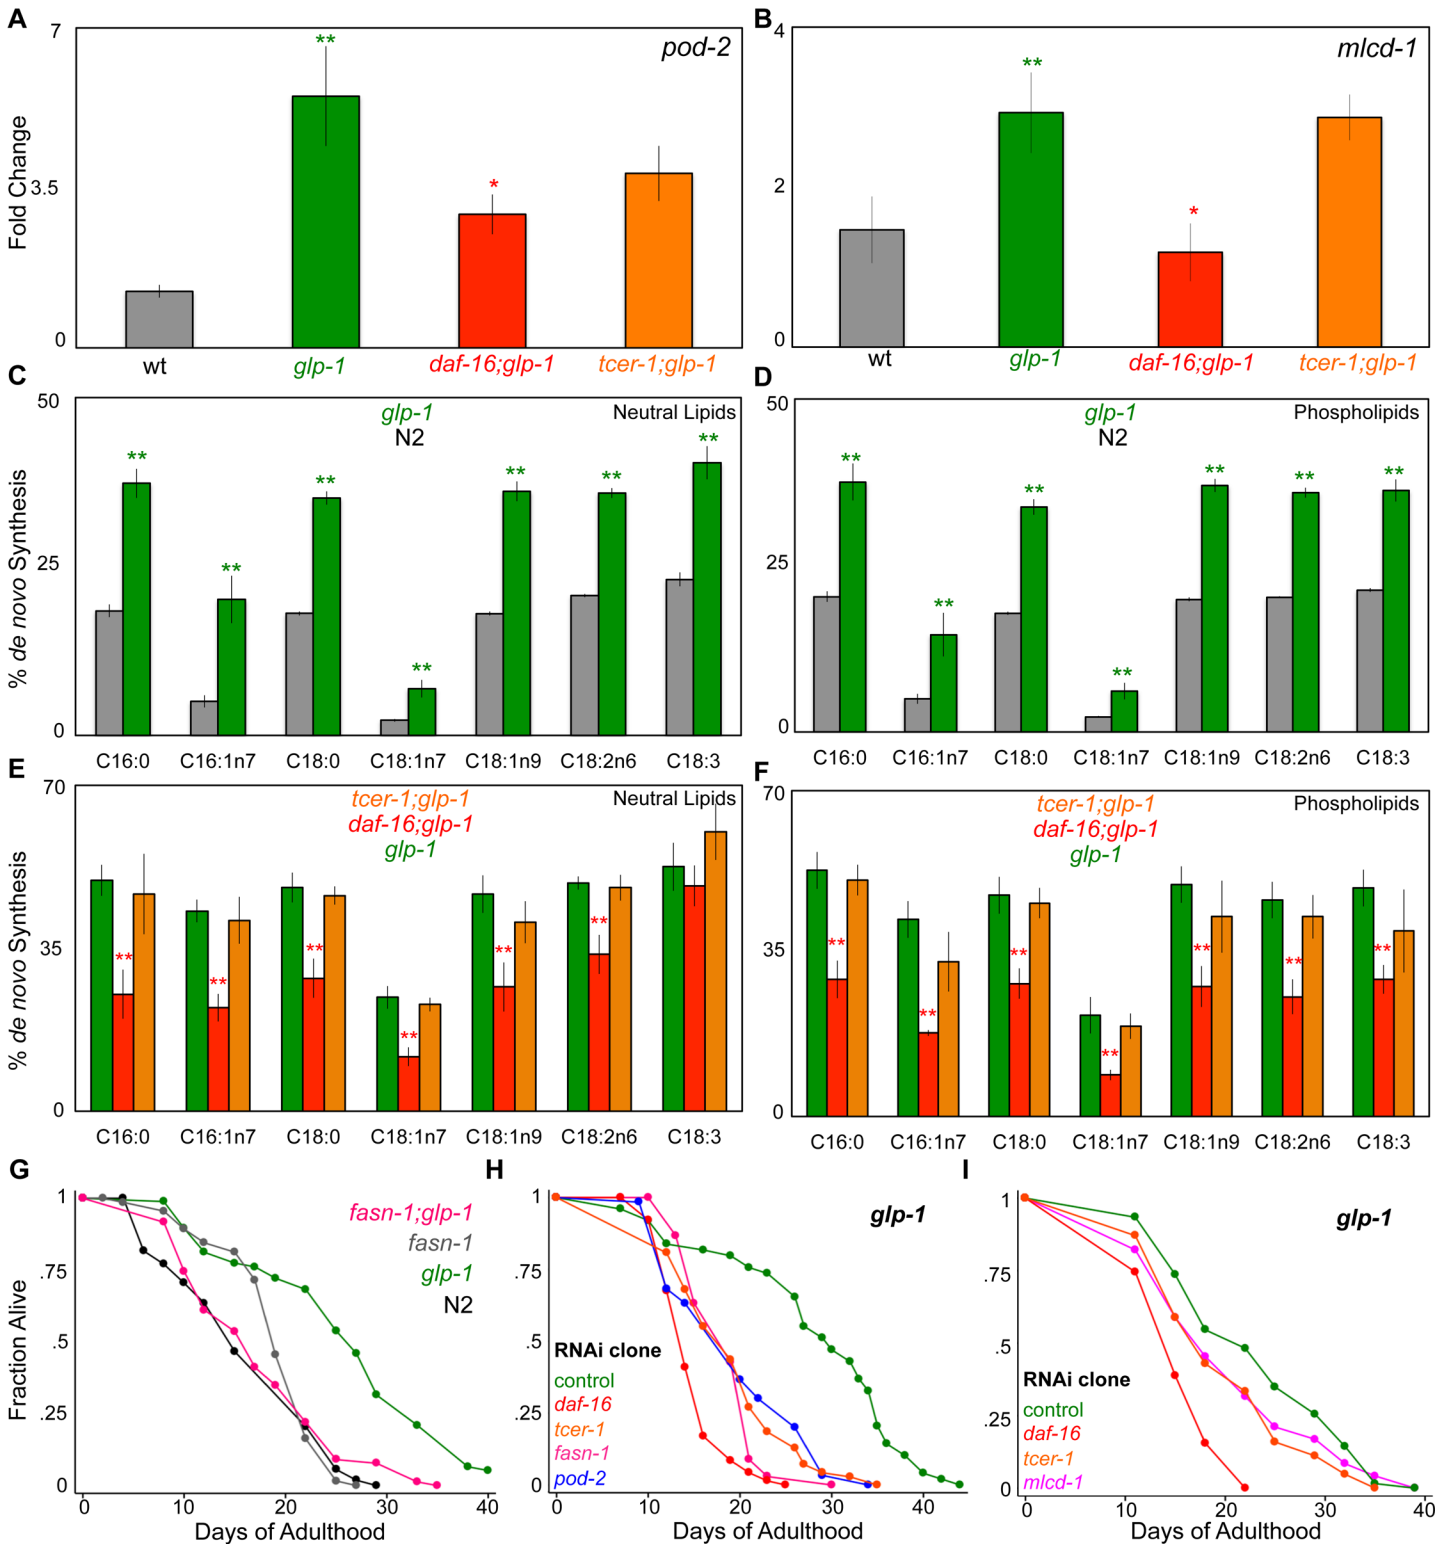 A
7
**
pod-2
Fold Change
3.5
*
0
wt
glp-1
daf-16;glp-1
tcer-1;glp-1
B
4
**
mlcd-1
2
*
0
wt
glp-1
daf-16;glp-1
tcer-1;glp-1
C
50
glp-1
N2
Neutral Lipids
** ** ** ** ** ** **
% de novo Synthesis
25
0
C16:0 C16:1n7 C18:0 C18:1n7 C18:1n9 C18:2n6 C18:3
D
50
glp-1
N2
Phospholipids
** ** ** ** ** ** **
25
0
C16:0 C16:1n7 C18:0 C18:1n7 C18:1n9 C18:2n6 C18:3
E
70
tcer-1;glp-1
daf-16;glp-1
glp-1
Neutral Lipids
** ** ** ** ** **
% de novo Synthesis
35
0
C16:0 C16:1n7 C18:0 C18:1n7 C18:1n9 C18:2n6 C18:3
F
70
tcer-1;glp-1
daf-16;glp-1
glp-1
Phospholipids
** ** ** ** ** ** **
35
0
C16:0 C16:1n7 C18:0 C18:1n7 C18:1n9 C18:2n6 C18:3
G
1
.75
.5
.25
0
Fraction Alive
fasn-1;glp-1
fasn-1
glp-1
N2
0 10 20 30 40
Days of Adulthood
H
1
.75
.5
.25
0
glp-1
RNAi clone
control
daf-16
tcer-1
fasn-1
pod-2
0 10 20 30 40
Days of Adulthood
I
1
.75
.5
.25
0
glp-1
RNAi clone
control
daf-16
tcer-1
mlcd-1
0 10 20 30 40
Days of Adulthood